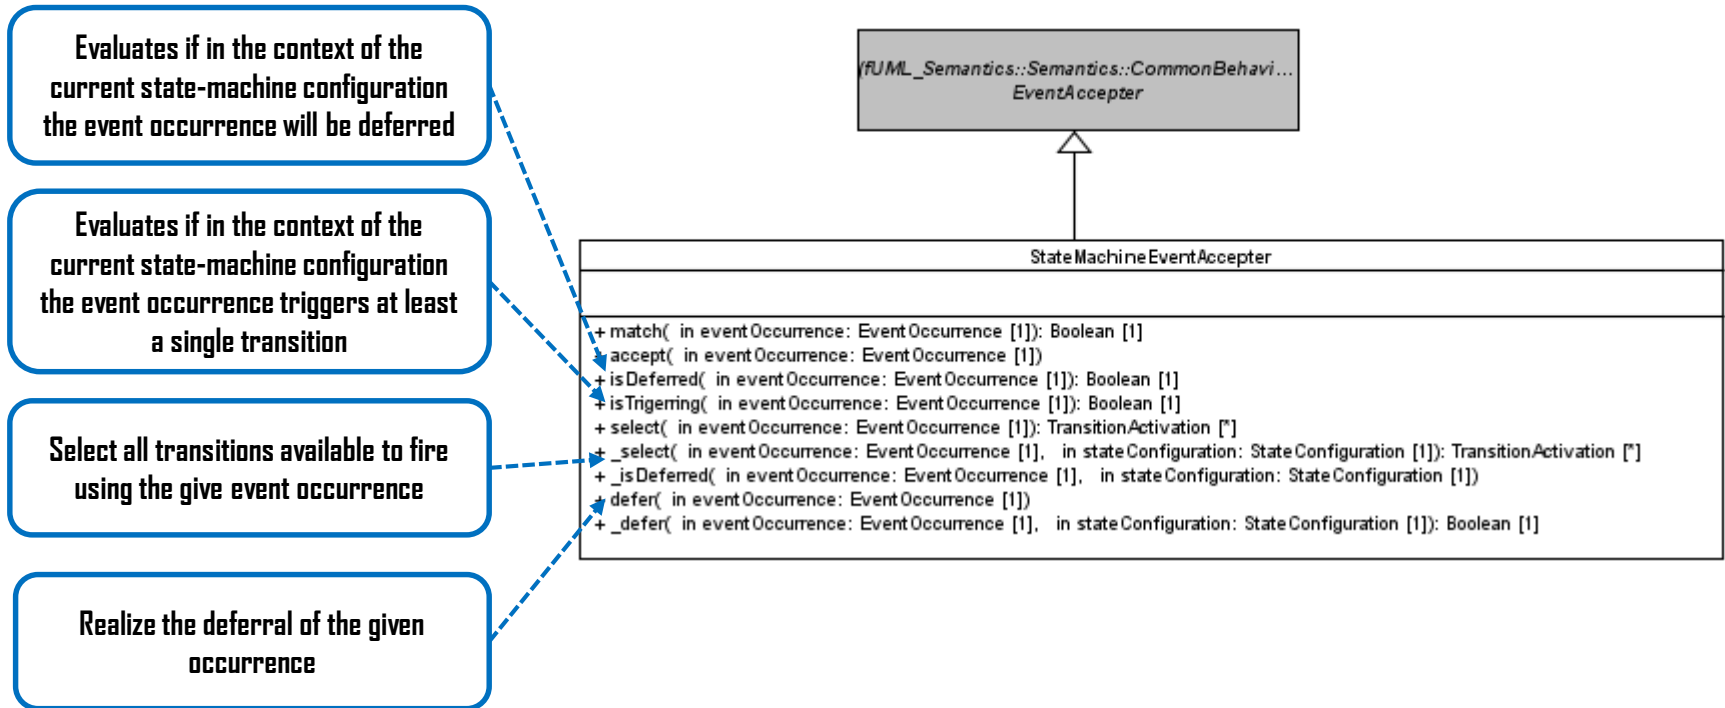 Evaluates if in the context of the
current state-machine configuration
the event occurrence will be deferred
Evaluates if in the context of the
current state-machine configuration
the event occurrence triggers at least
a single transition
Select all transitions available to fire
using the give event occurrence
Realize the deferral of the given
occurrence
(fUML_Semantics::Semantics::CommonBehavi...
EventAccepter
StateMachineEventAccepter
+ match( in eventOccurrence: EventOccurrence [1]): Boolean [1]
+ accept( in eventOccurrence: EventOccurrence [1])
+ isDeferred( in eventOccurrence: EventOccurrence [1]): Boolean [1]
+ isTrigerring( in eventOccurrence: EventOccurrence [1]): Boolean [1]
+ select( in eventOccurrence: EventOccurrence [1]): TransitionActivation [*]
+ _select( in eventOccurrence: EventOccurrence [1], in stateConfiguration: StateConfiguration [1]): TransitionActivation [*]
+ _isDeferred( in eventOccurrence: EventOccurrence [1], in stateConfiguration: StateConfiguration [1])
+ defer( in eventOccurrence: EventOccurrence [1])
+ _defer( in eventOccurrence: EventOccurrence [1], in stateConfiguration: StateConfiguration [1]): Boolean [1]